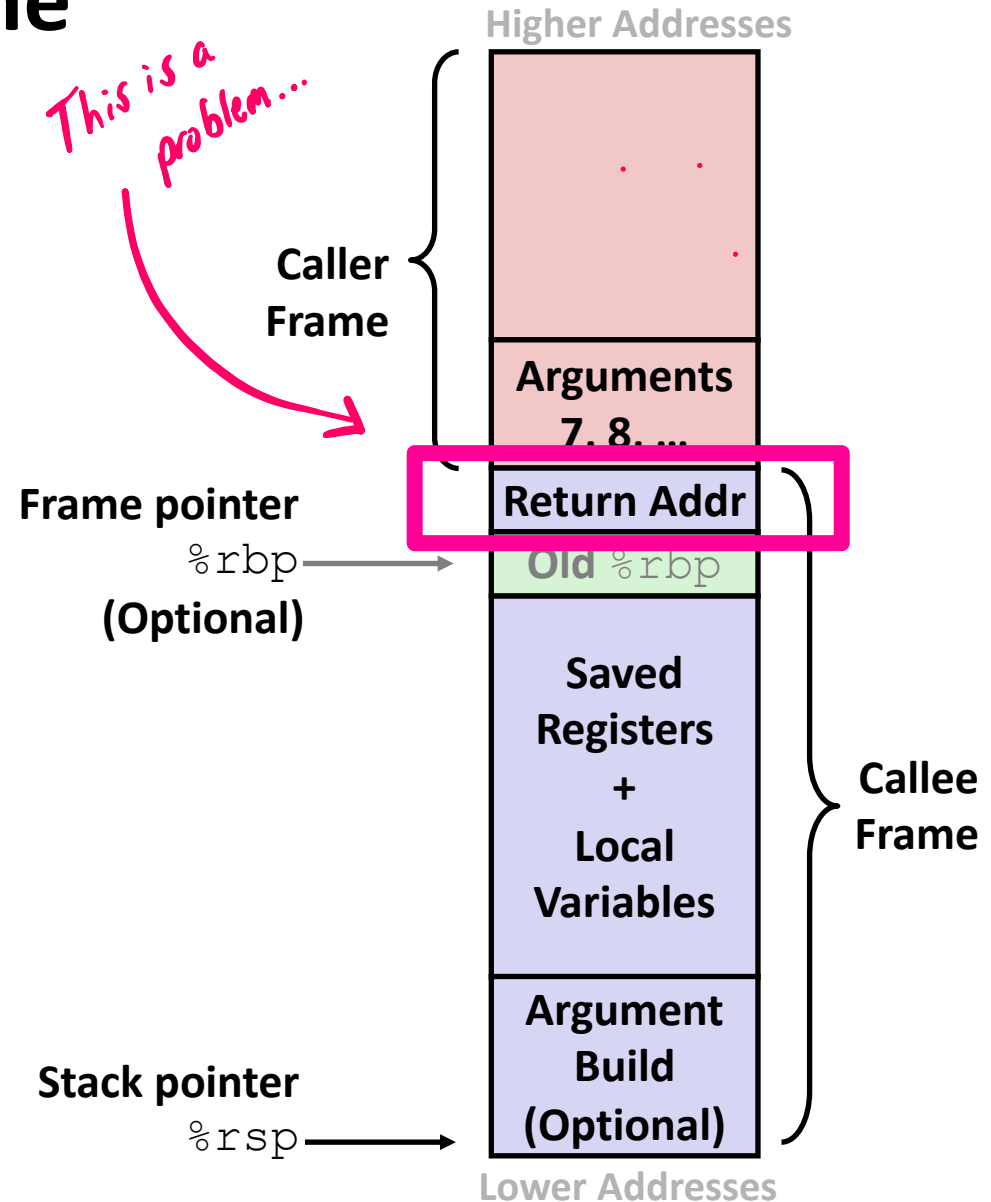 Higher Addresses
This is a
problem...
Caller
Frame
Arguments
7, 8, ...
Return Addr
Frame pointer
%rbp
(Optional)
Old %rbp
Saved
Registers
+
Local
Variables
Callee
Frame
Argument
Build
(Optional)
Stack pointer
%rsp
Lower Addresses